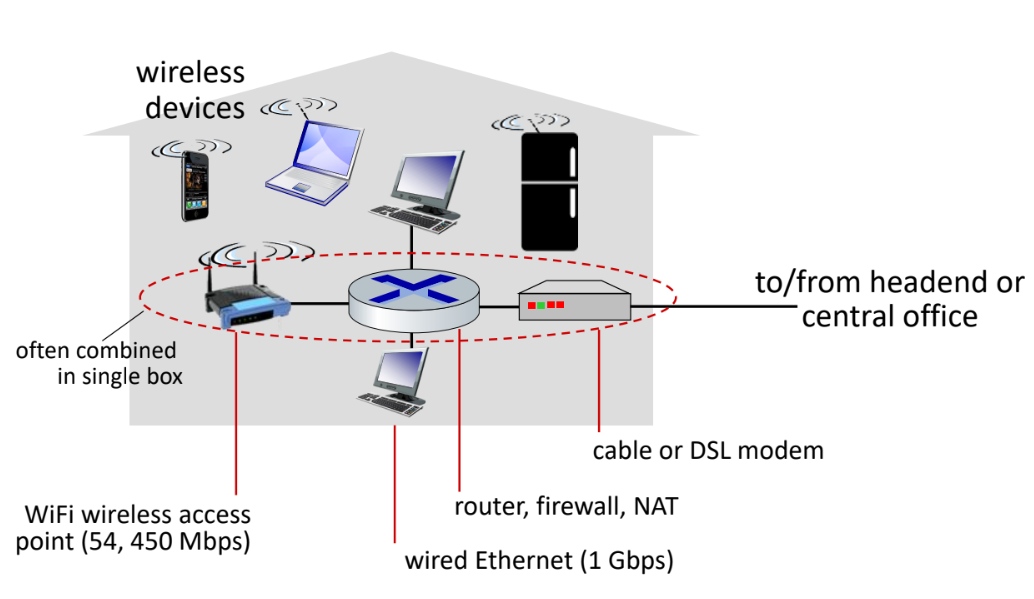 wireless
devices
to/from headend or
central office
often combined
in single box
cable or DSL modem
router, firewall, NAT
WiFi wireless access
point (54, 450 Mbps)
wired Ethernet (1 Gbps)